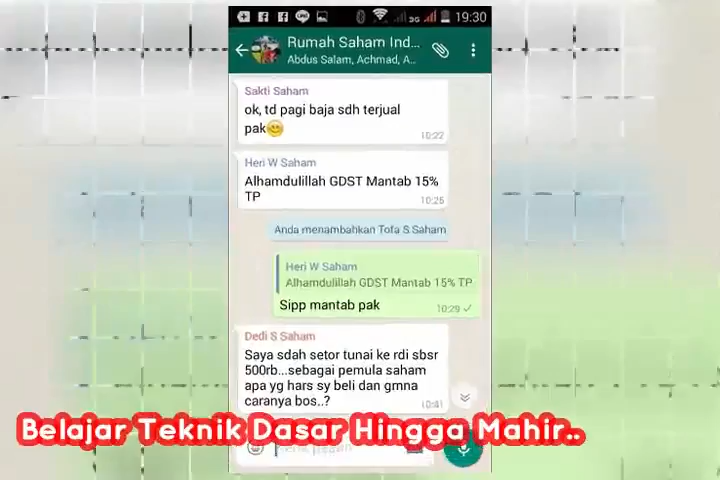 3G 19:30
Rumah Saham Ind...
Abdus Salam, Achmad, A...
Sakti Saham
ok, td pagi baja sdh terjual
pak😊
10:22
Heri W Saham
Alhamdulillah GDST Mantab 15%
TP
10:25
Anda menambahkan Tofa S Saham
Heri W Saham
Alhamdulillah GDST Mantab 15% TP
Sipp mantab pak
10:29
Dedi S Saham
Saya sdah setor tunai ke rdi sbsr
500rb...sebagai pemula saham
apa yg hars sy beli dan gmna
caranya bos..?
10:41
Belajar Teknik Dasar Hingga Mahir..